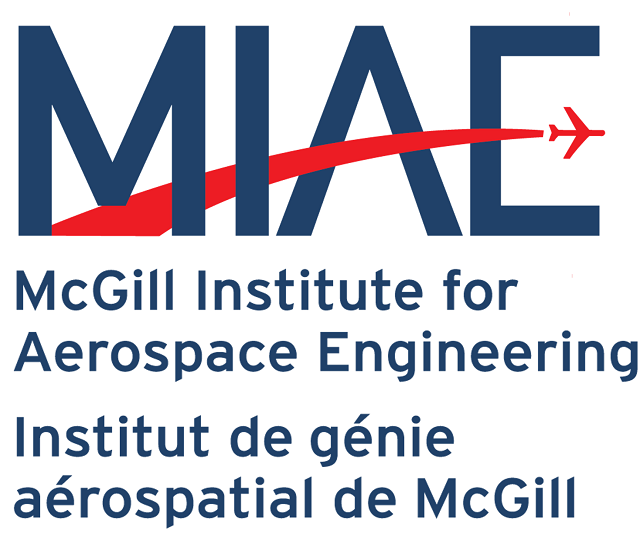 MIAE
McGill Institute for
Aerospace Engineering
Institut de génie
aérospatial de McGill